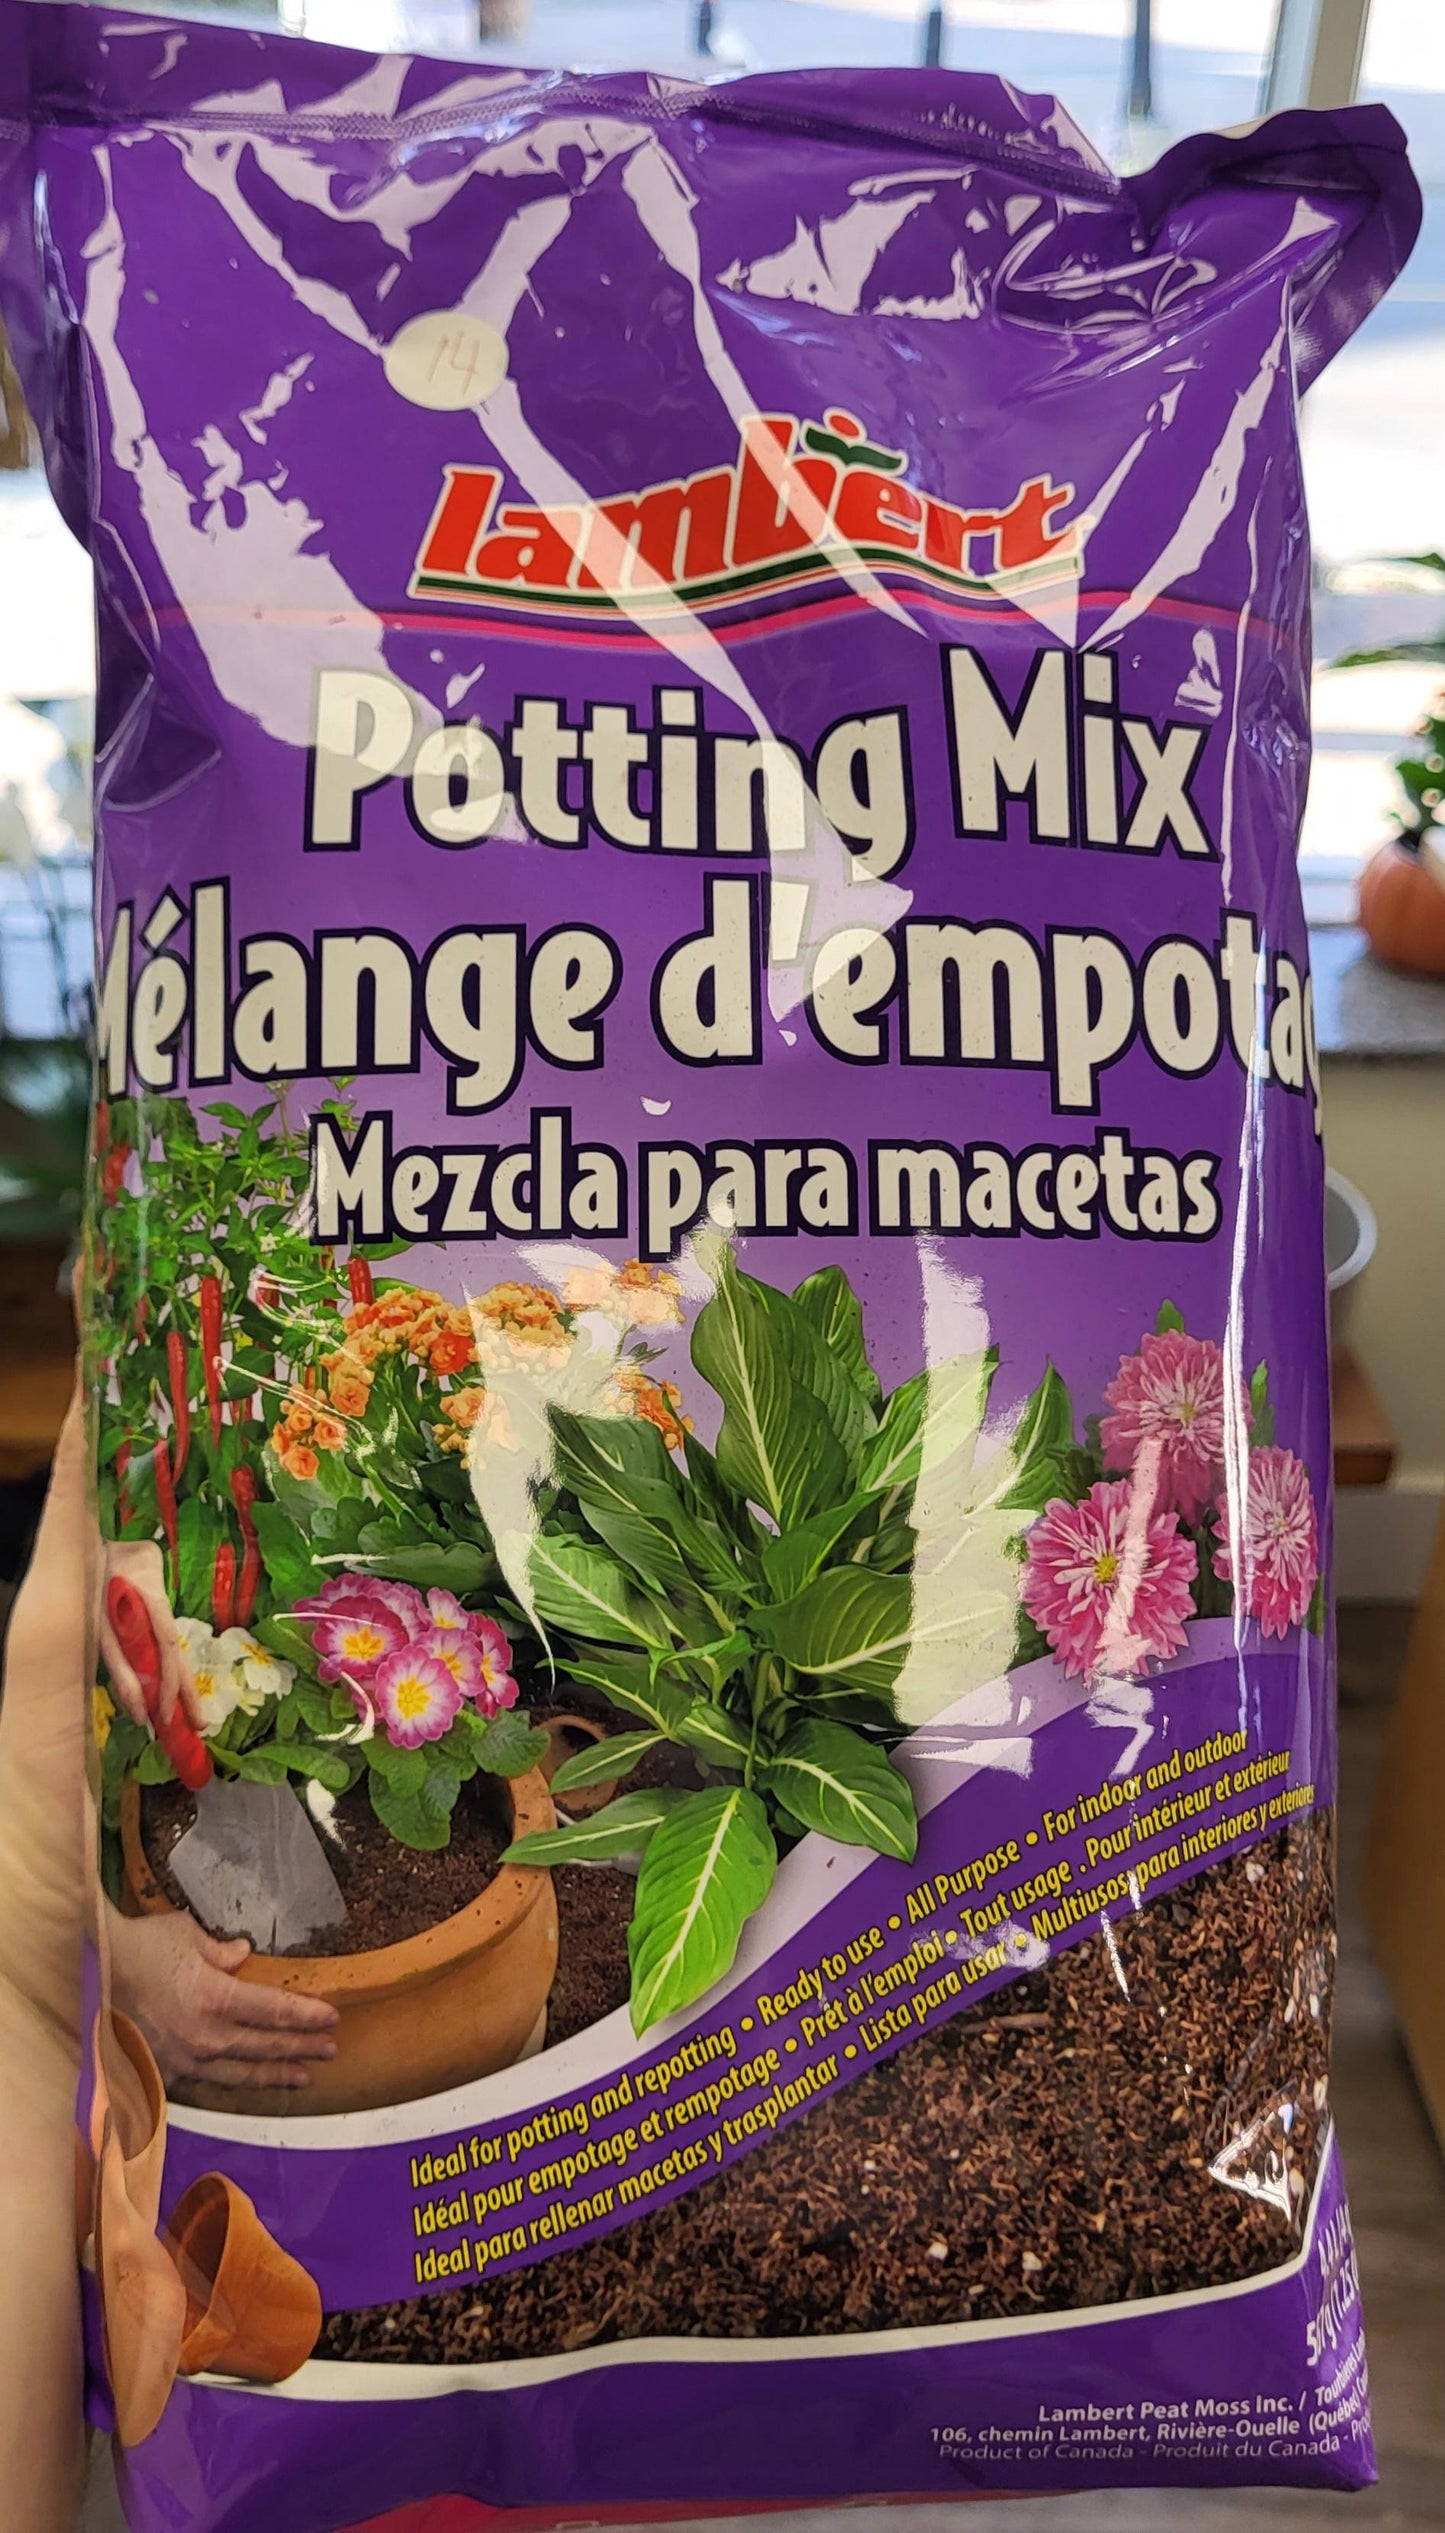 14
lambert
Potting Mix
Mélange d'empota
Mezcla para macetas
Ideal for potting and repotting • Ready to use • All Purpose • For indoor and outdoor
Idéal pour empotage et rempotage • Prêt à l'emploi • Tout usage . Pour intérieur et extérieur
Ideal para rellenar macetas y trasplantar • Lista para usar • Multiusos, para interiores y exteriores
Lambert Peat Moss Inc. /
106, chemin Lambert, Rivière-Ouelle (Québec)
Product of Canada - Produit du Canada -